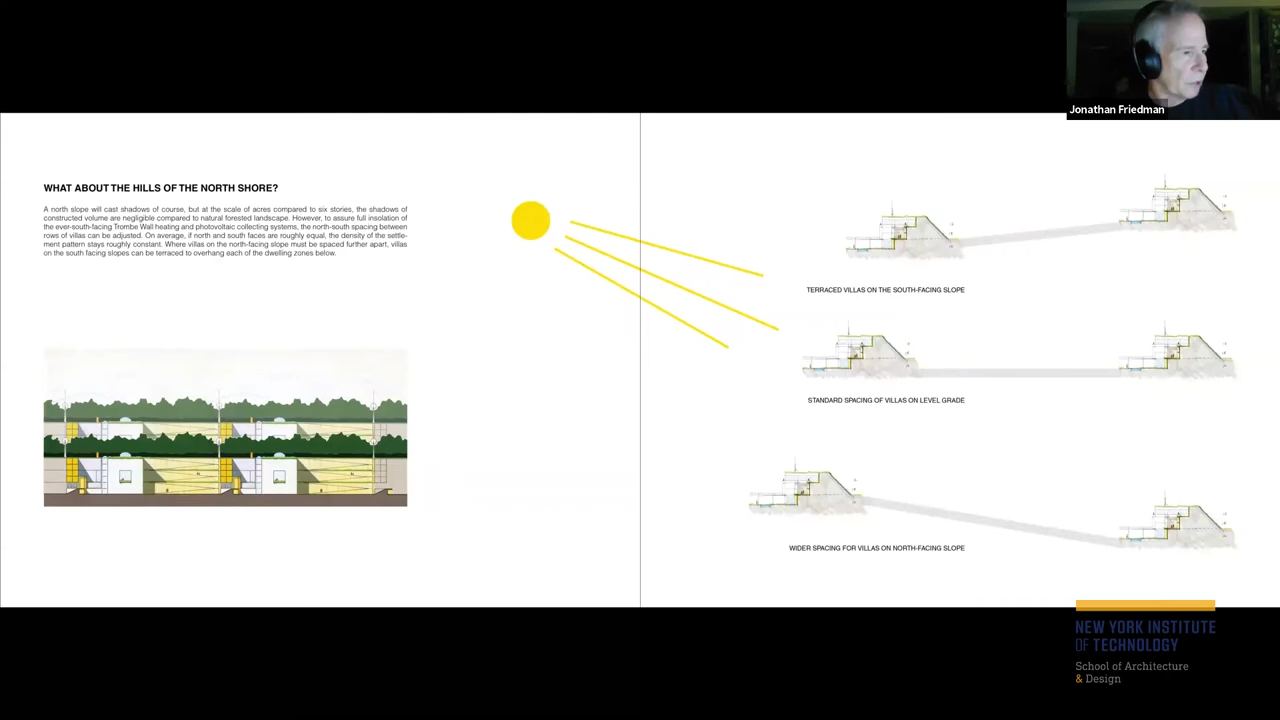 Jonathan Friedman
WHAT ABOUT THE HILLS OF THE NORTH SHORE?
A north slope will cast shadows of course, but at the scale of acres compared to six stories, the shadows of
constructed volume are negligible compared to natural forested landscape. However, to assure full insolation of
the ever-south-facing Trombe Wall heating and photovoltaic collecting systems, the north-south spacing between
rows of villas can be adjusted. On average, if north and south faces are roughly equal, the density of the settle-
ment pattern stays roughly constant. Where villas on the north-facing slope must be spaced further apart, villas
on the south facing slopes can be terraced to overhang each of the dwelling zones below.
TERRACED VILLAS ON THE SOUTH-FACING SLOPE
STANDARD SPACING OF VILLAS ON LEVEL GRADE
WIDER SPACING FOR VILLAS ON NORTH-FACING SLOPE
NEW YORK INSTITUTE
OF TECHNOLOGY
School of Architecture
& Design